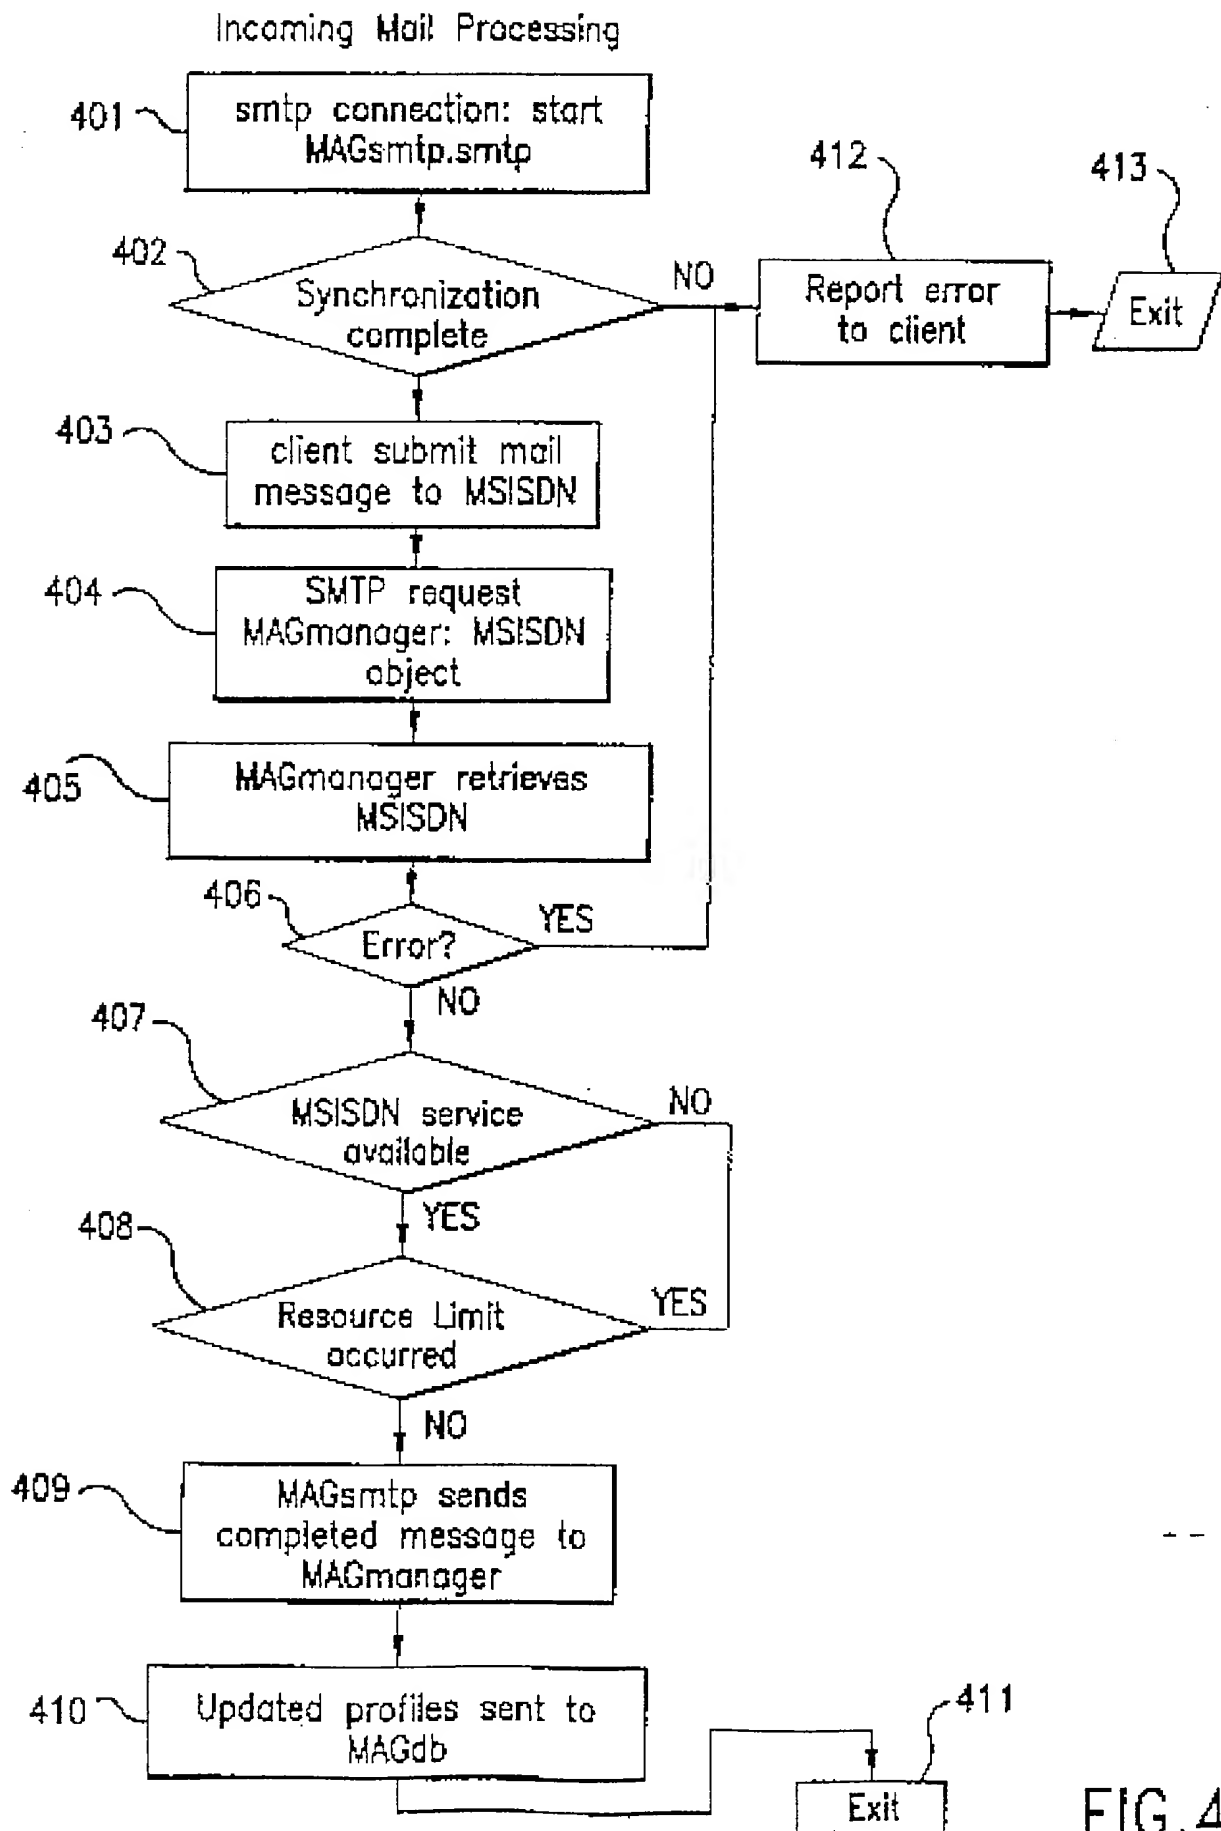 Incoming Mail Processing
401
smtp connection: start
MAGsmtp.smtp
412
413
402
Synchronization
complete
NO
Report error
to client
Exit
403
client submit mail
message to MSISDN
404
SMTP request
MAGmanager: MSISDN
object
405
MAGmanager retrieves
MSISDN
406
Error?
YES
NO
407
MSISDN service
available
NO
YES
408
Resource Limit
occurred
YES
NO
409
MAGsmtp sends
completed message to
MAGmanager
410
Updated profiles sent to
MAGdb
411
Exit
FIG.4